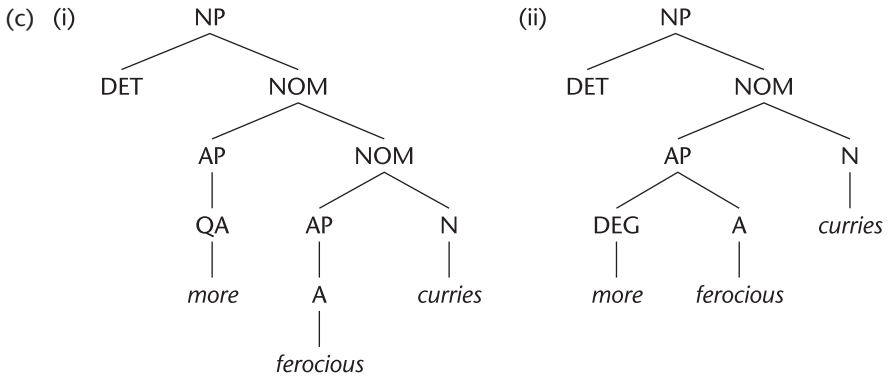 (c) (i) NP (ii) NP
DET NOM DET NOM
AP NOM AP N
QA AP N DEG A curries
more A curries more ferocious
ferocious